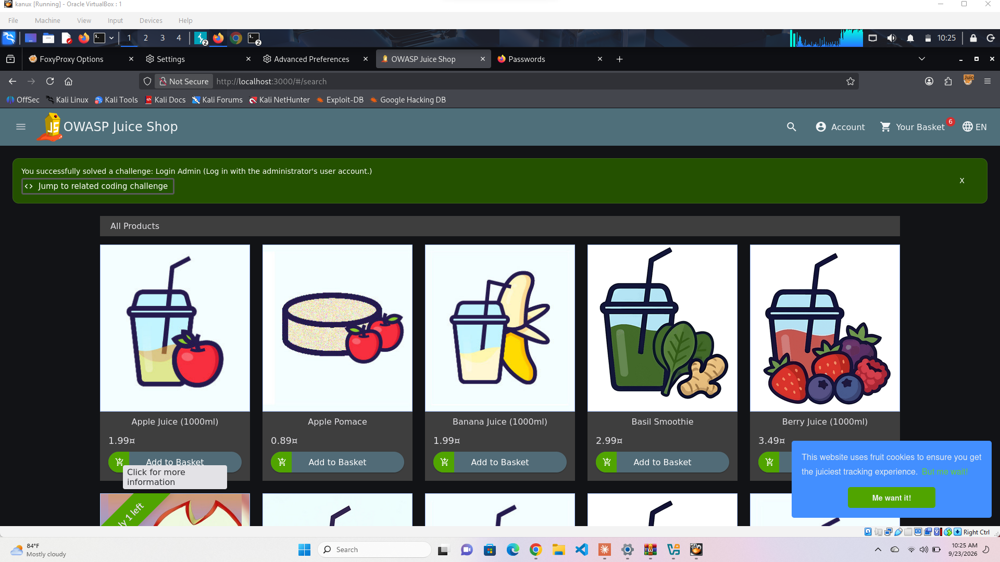 kanux [Running] - Oracle VirtualBox : 1
File Machine View Input Devices Help
1 2 3 4 2 2 10:25
FoxyProxy Options Settings Advanced Preferences OWASP Juice Shop Passwords
Not Secure http://localhost:3000/#/search Juic
OffSec Kali Linux Kali Tools Kali Docs Kali Forums Kali NetHunter Exploit-DB Google Hacking DB
JS OWASP Juice Shop Account Your Basket 6 EN
You successfully solved a challenge: Login Admin (Log in with the administrator's user account.)
X
<> Jump to related coding challenge
All Products
Apple Juice (1000ml) Apple Pomace Banana Juice (1000ml) Basil Smoothie Berry Juice (1000ml)
1.99¤ 0.89¤ 1.99¤ 2.99¤ 3.49¤
Add to Basket Add to Basket Add to Basket Add to Basket
Click for more
information
This website uses fruit cookies to ensure you get
the juiciest tracking experience. But me wait!
Me want it!
ly 1 left
Right Ctrl
84°F
Mostly cloudy
Search
10:25 AM
9/23/2026